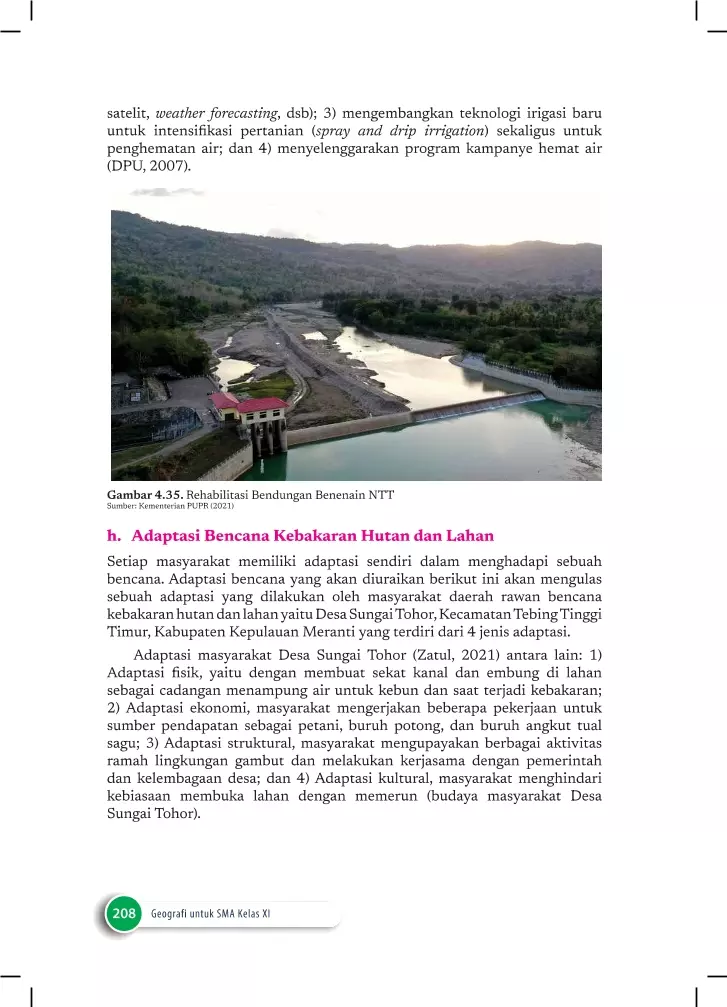 satelit, weather forecasting, dsb); 3) mengembangkan teknologi irigasi baru
untuk intensifikasi pertanian (spray and drip irrigation) sekaligus untuk
penghematan air; dan 4) menyelenggarakan program kampanye hemat air
(DPU, 2007).
Gambar 4.35. Rehabilitasi Bendungan Benenain NTT
Sumber: Kementerian PUPR (2021)
h. Adaptasi Bencana Kebakaran Hutan dan Lahan
Setiap masyarakat memiliki adaptasi sendiri dalam menghadapi sebuah
bencana. Adaptasi bencana yang akan diuraikan berikut ini akan mengulas
sebuah adaptasi yang dilakukan oleh masyarakat daerah rawan bencana
kebakaran hutan dan lahan yaitu Desa Sungai Tohor, Kecamatan Tebing Tinggi
Timur, Kabupaten Kepulauan Meranti yang terdiri dari 4 jenis adaptasi.
Adaptasi masyarakat Desa Sungai Tohor (Zatul, 2021) antara lain: 1)
Adaptasi fisik, yaitu dengan membuat sekat kanal dan embung di lahan
sebagai cadangan menampung air untuk kebun dan saat terjadi kebakaran;
2) Adaptasi ekonomi, masyarakat mengerjakan beberapa pekerjaan untuk
sumber pendapatan sebagai petani, buruh potong, dan buruh angkut tual
sagu; 3) Adaptasi struktural, masyarakat mengupayakan berbagai aktivitas
ramah lingkungan gambut dan melakukan kerjasama dengan pemerintah
dan kelembagaan desa; dan 4) Adaptasi kultural, masyarakat menghindari
kebiasaan membuka lahan dengan memerun (budaya masyarakat Desa
Sungai Tohor).
208 Geografi untuk SMA Kelas XI